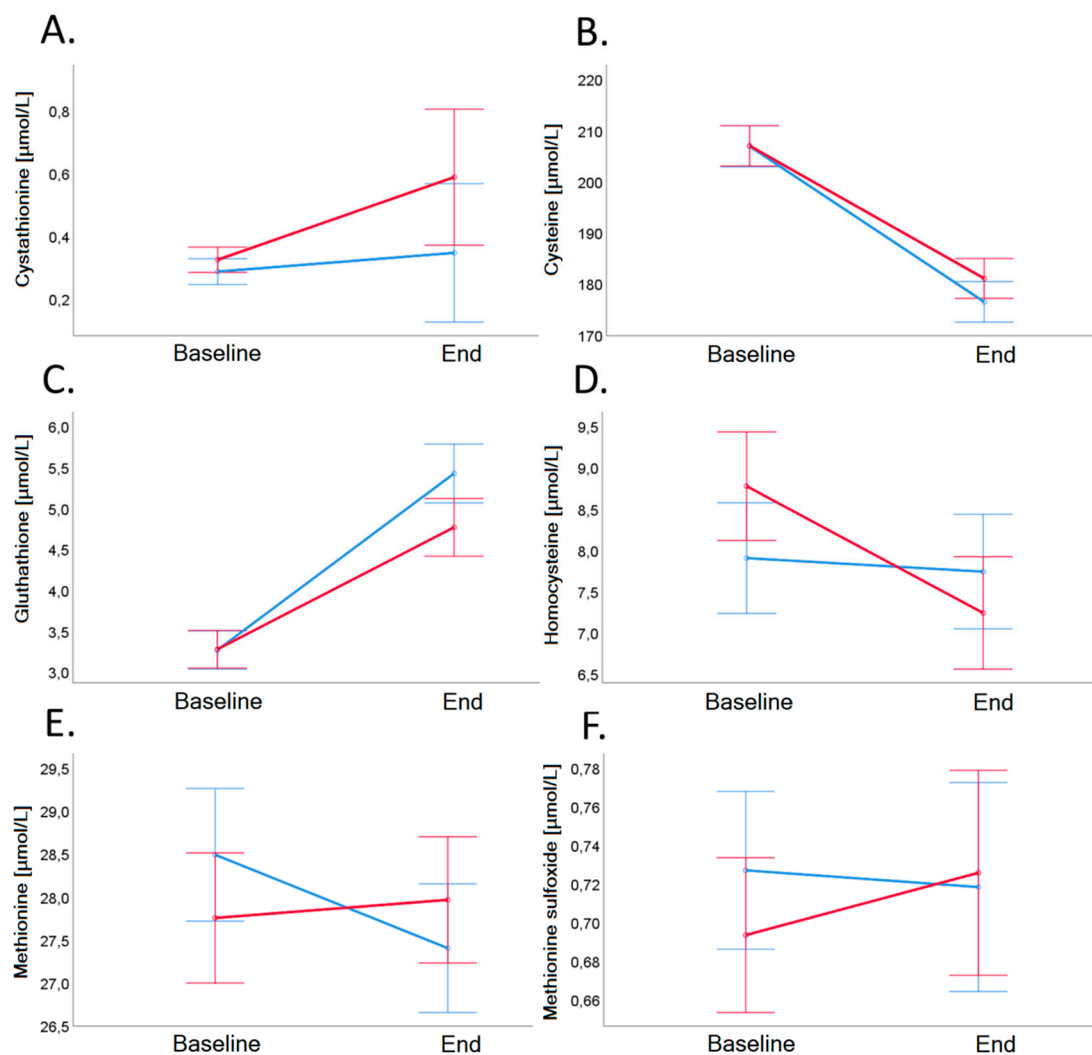 A.
Cystathionine [µmol/L]
0,8
0,6
0,4
0,2
Baseline
End
B.
Cysteine [µmol/L]
220
210
200
190
180
170
Baseline
End
C.
Gluthathione [µmol/L]
6,0
5,5
5,0
4,5
4,0
3,5
3,0
Baseline
End
D.
Homocysteine [µmol/L]
9,5
9,0
8,5
8,0
7,5
7,0
6,5
Baseline
End
E.
Methionine [µmol/L]
29,5
29,0
28,5
28,0
27,5
27,0
26,5
Baseline
End
F.
Methionine sulfoxide [µmol/L]
0,78
0,76
0,74
0,72
0,70
0,68
0,66
Baseline
End